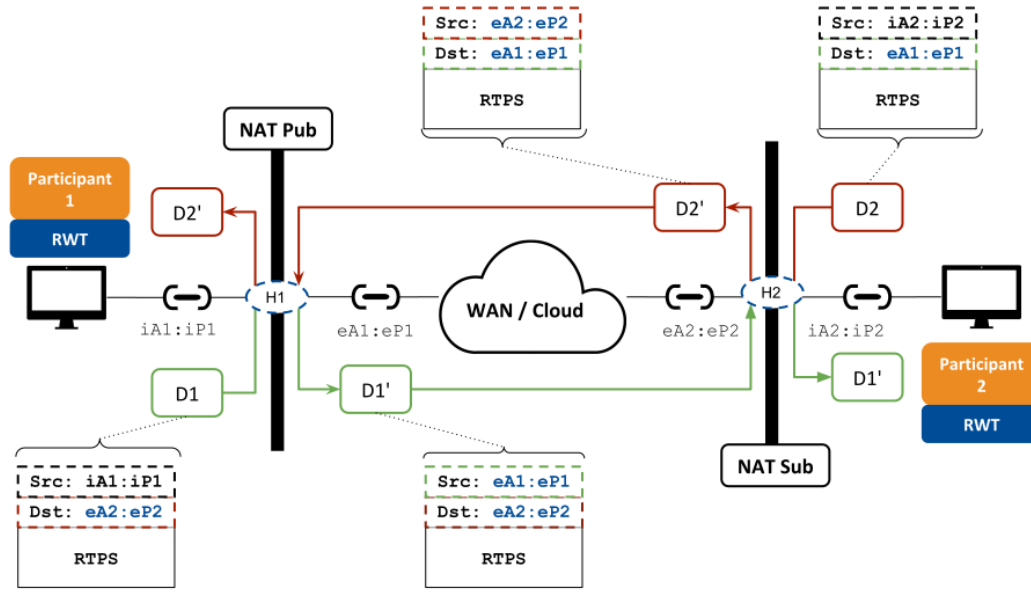 Src: eA2:eP2
Dst: eA1:eP1
RTPS
Src: iA2:iP2
Dst: eA1:eP1
RTPS
NAT Pub
Participant
1
RWT
D2'
D2'
D2
H1
WAN / Cloud
H2
iA1:iP1
eA1:eP1
eA2:eP2
iA2:iP2
D1
D1'
D1'
Participant
2
RWT
NAT Sub
Src: iA1:iP1
Dst: eA2:eP2
RTPS
Src: eA1:eP1
Dst: eA2:eP2
RTPS